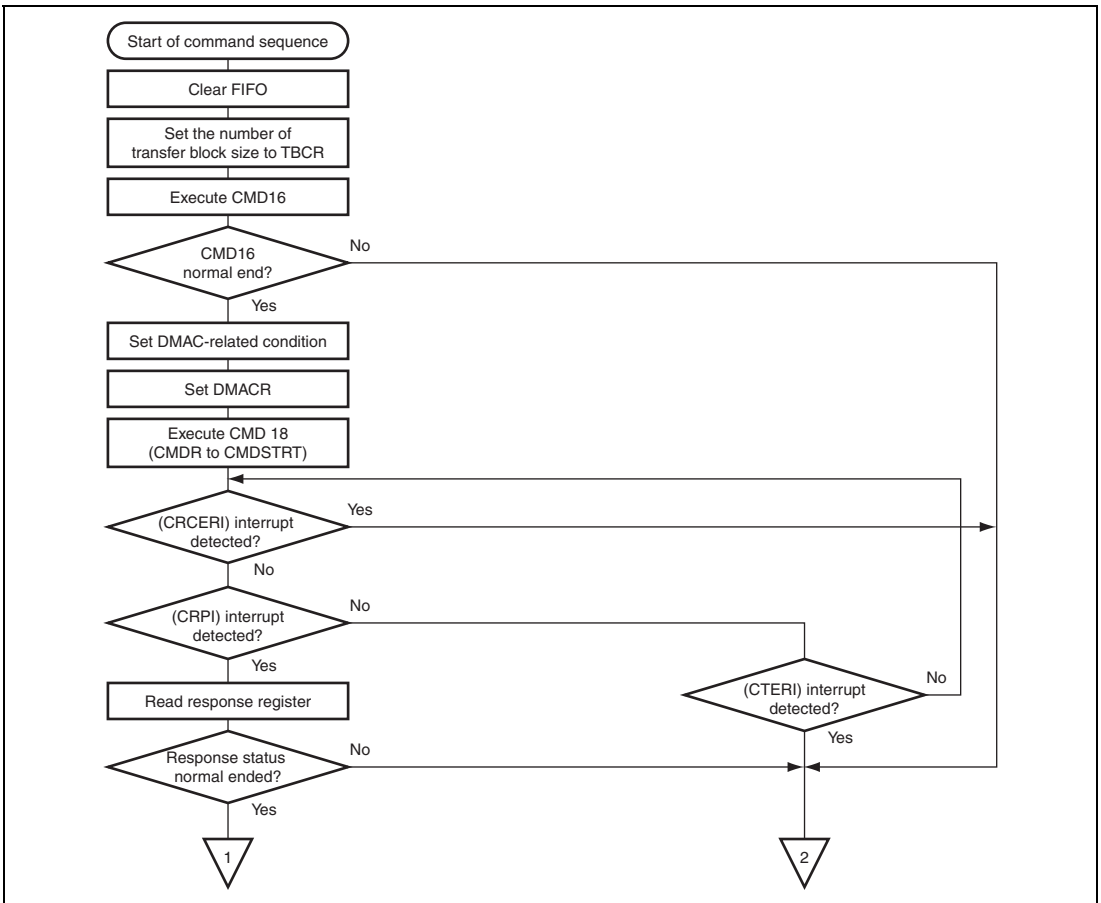 Start of command sequence
Clear FIFO
Set the number of
transfer block size to TBCR
Execute CMD16
CMD16
normal end?
No
Yes
Set DMAC-related condition
Set DMACR
Execute CMD 18
(CMDR to CMDSTRT)
(CRCERI) interrupt
detected?
Yes
No
(CRPI) interrupt
detected?
No
Yes
(CTERI) interrupt
detected?
No
Yes
Read response register
Response status
normal ended?
No
Yes
1
2